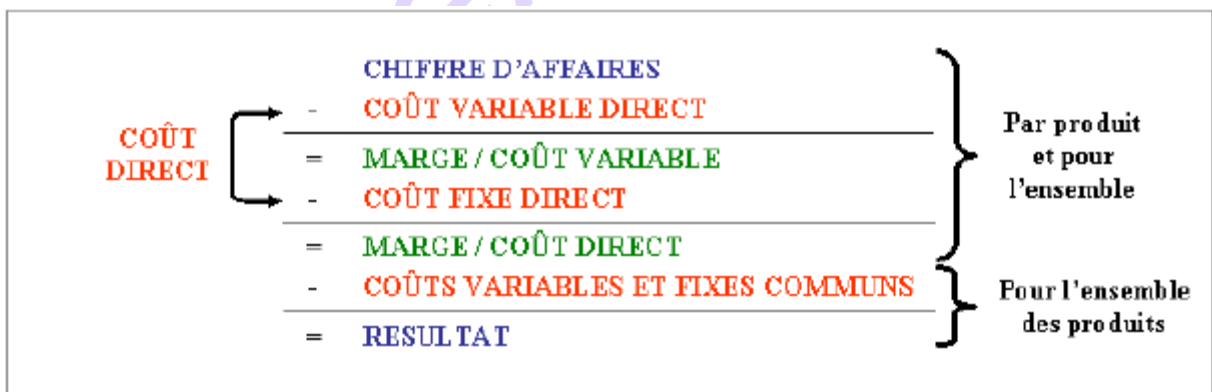 CHIFFRE D'AFFAIRES
- COÛT VARIABLE DIRECT
COÛT
DIRECT
= MARGE / COÛT VARIABLE
- COÛT FIXE DIRECT
= MARGE / COÛT DIRECT
- COÛTS VARIABLES ET FIXES COMMUNS
= RESULTAT
Par produit
et pour
l'ensemble
Pour l'ensemble
des produits